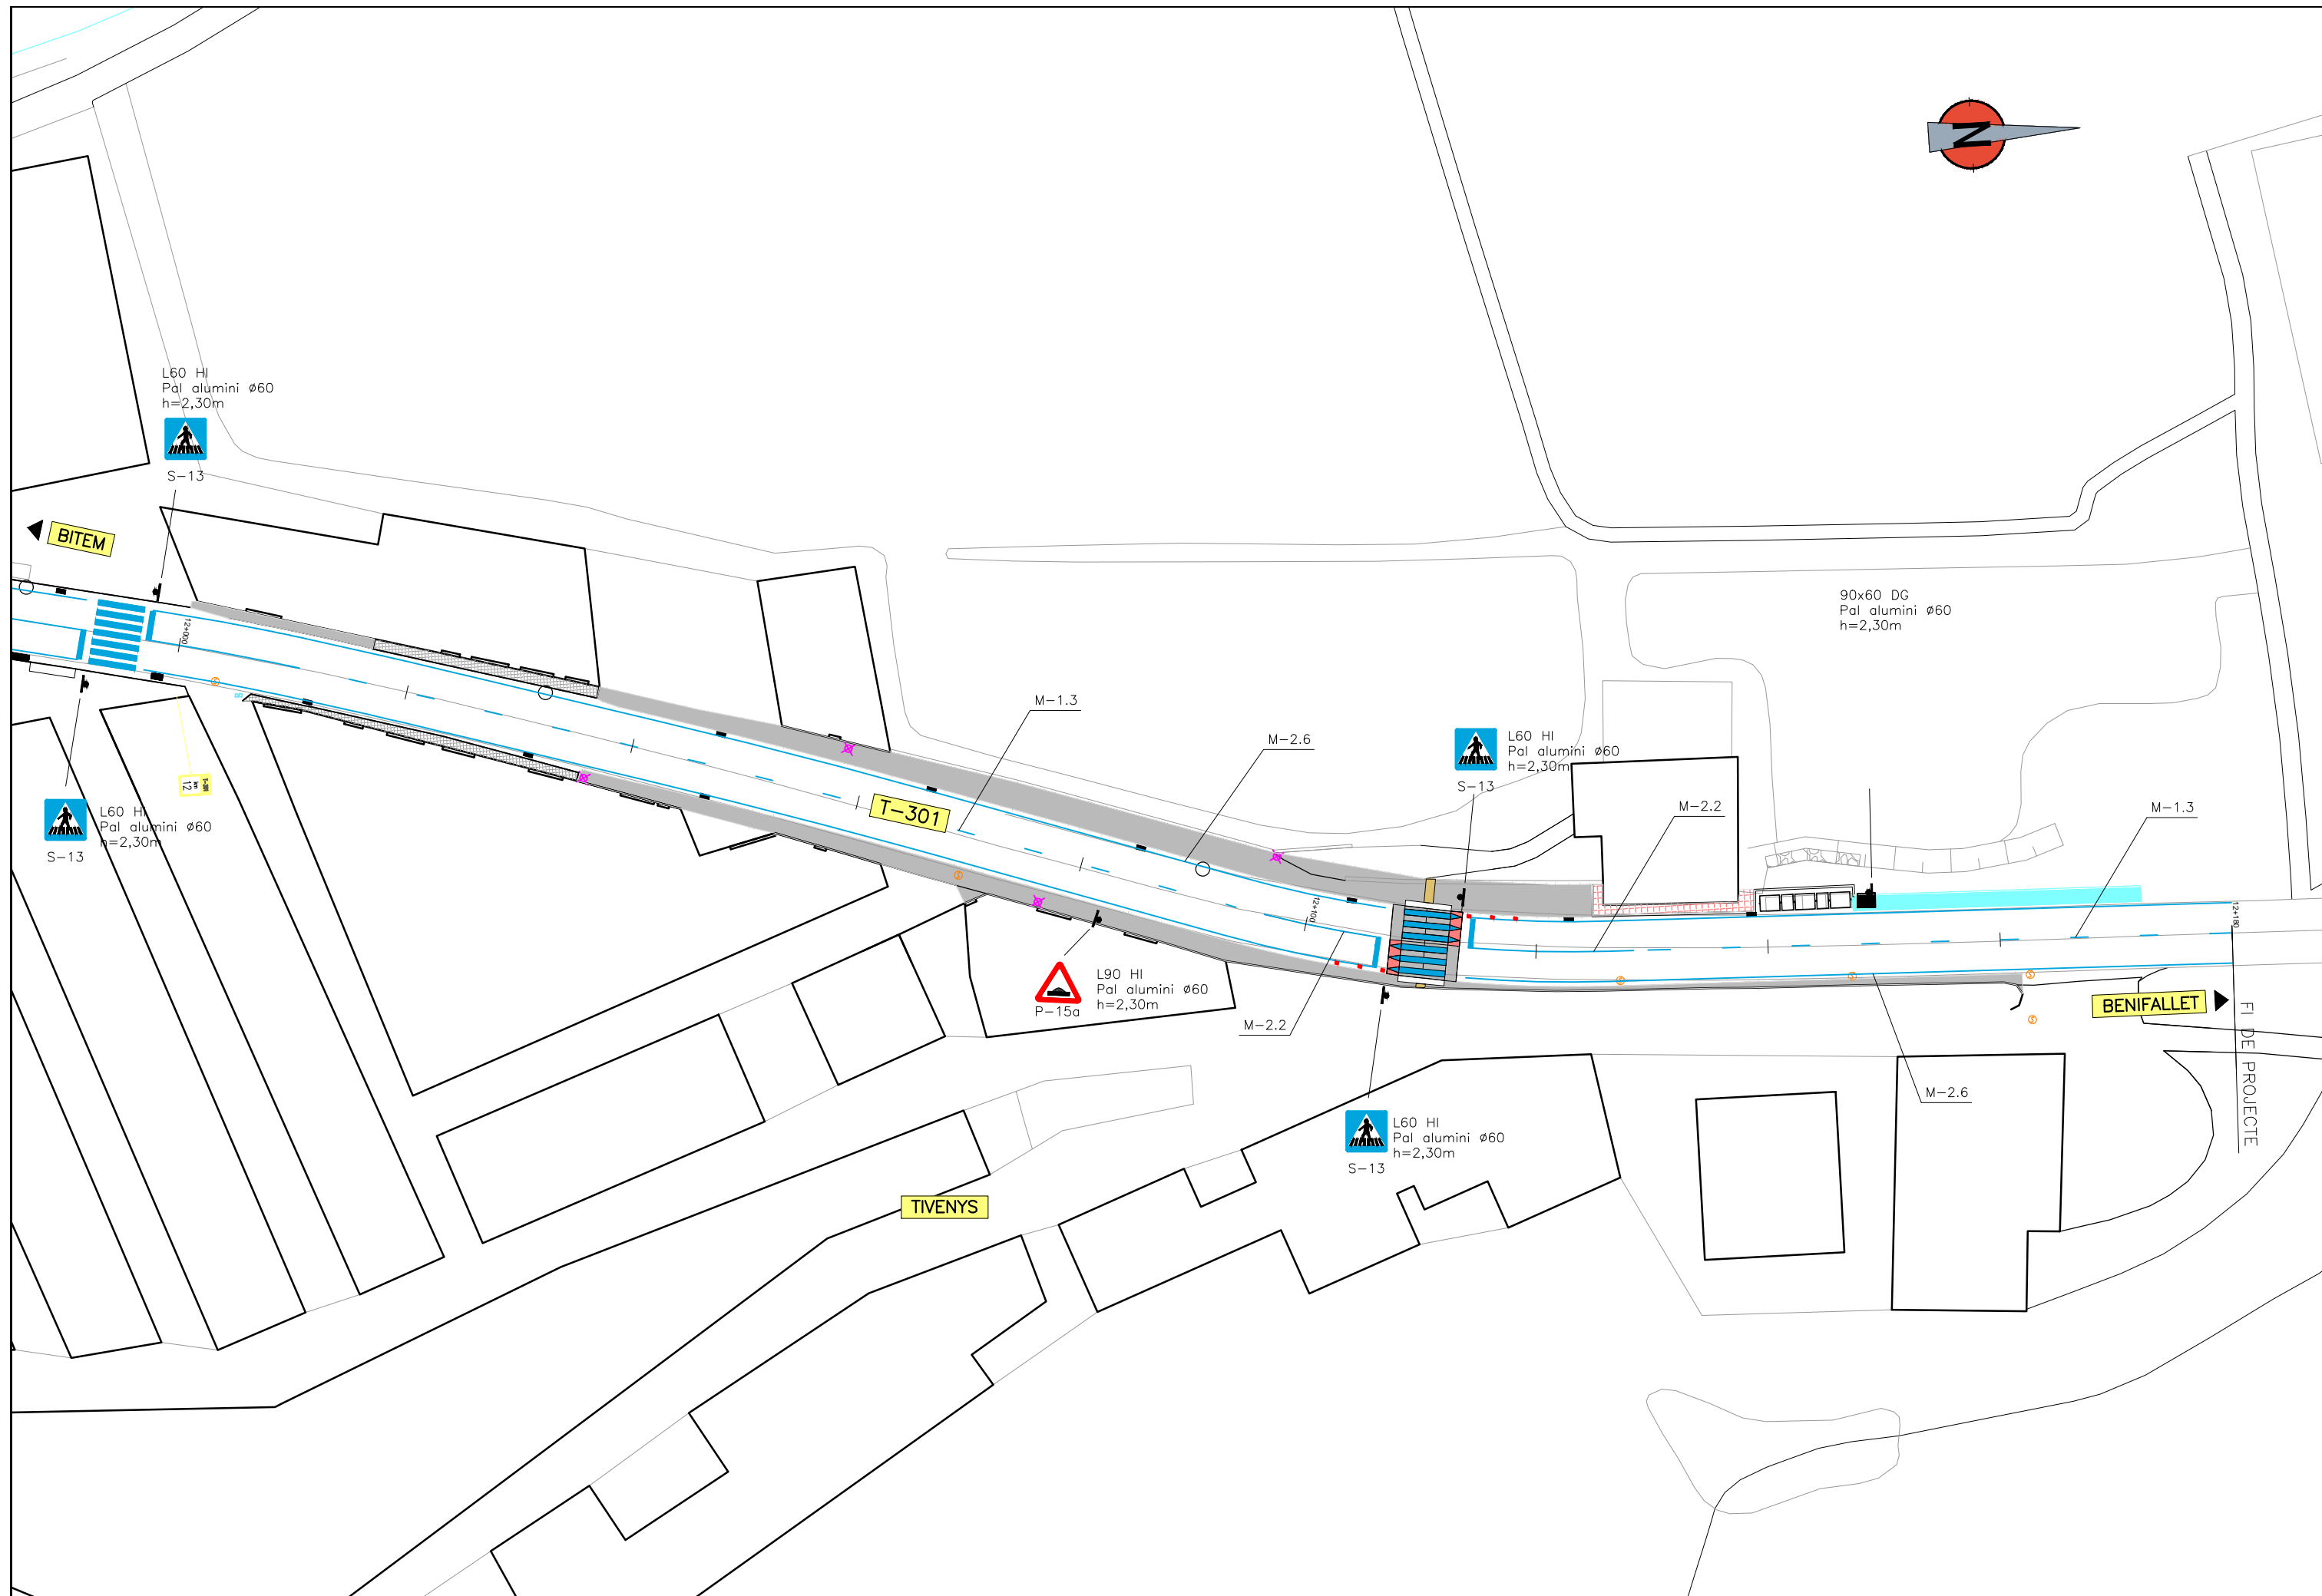 N
L60 HI
Pal alumini ø60
h=2,30m
S-13
BITEM
12+000
T-301
km
12
L60 HI
Pal alumini ø60
h=2,30m
S-13
M-1.3
T-301
M-2.6
L60 HI
Pal alumini ø60
h=2,30m
S-13
90x60 DG
Pal alumini ø60
h=2,30m
M-2.2
M-1.3
12+100
12+180
L90 HI
Pal alumini ø60
h=2,30m
P-15a
M-2.2
BENIFALLET
FI DE PROJECTE
M-2.6
L60 HI
Pal alumini ø60
h=2,30m
S-13
TIVENYS